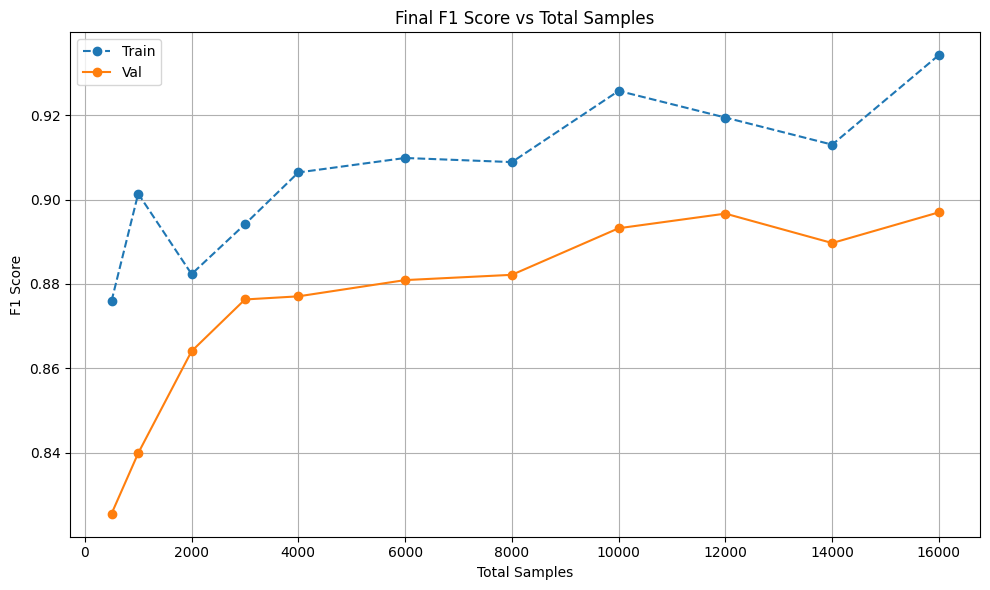 Final F1 Score vs Total Samples
Train
Val
F1 Score
0.92
0.90
0.88
0.86
0.84
0 2000 4000 6000 8000 10000 12000 14000 16000
Total Samples